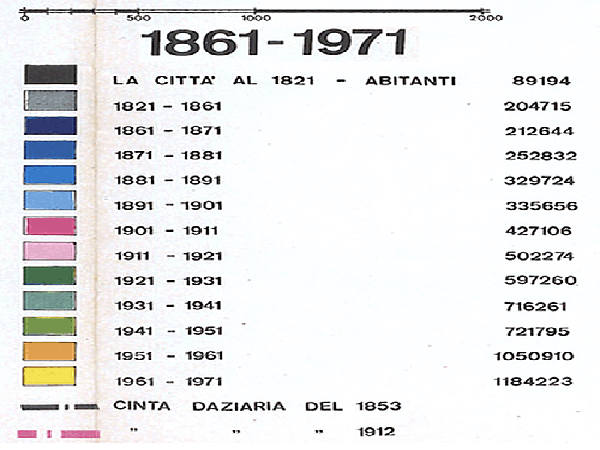 0 500 1000 2000
1861-1971
LA CITTA' AL 1821 - ABITANTI 89194
1821 - 1861 204715
1861 - 1871 212644
1871 - 1881 252832
1881 - 1891 329724
1891 - 1901 335656
1901 - 1911 427106
1911 - 1921 502274
1921 - 1931 597260
1931 - 1941 716261
1941 - 1951 721795
1951 - 1961 1050910
1961 - 1971 1184223
CINTA DAZIARIA DEL 1853
" " " 1912